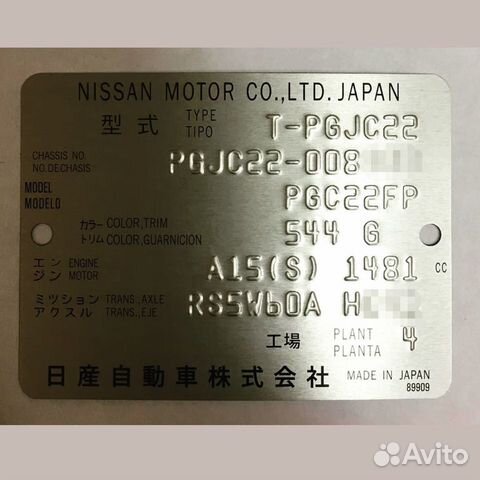 NISSAN MOTOR CO.,LTD. JAPAN
型式 TYPE TIPO T-PGJC22
CHASSIS NO. NO.DECHASIS PGJC22-008
MODEL MODELO PGC22FP
カラー COLOR,TRIM トリム COLOR,GUARNICION 544 G
エンジン ENGINE MOTOR A15(S) 1481 CC
ミツション TRANS.,AXLE アクスル TRANS.,EJE RS5W60A H
工場 PLANT PLANTA 4
日産自動車株式会社 MADE IN JAPAN
89909
Avito